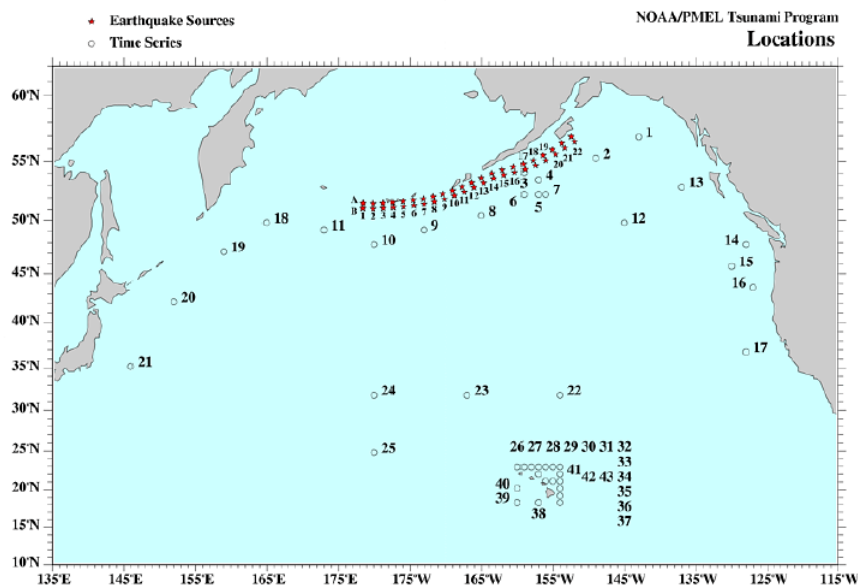 Earthquake Sources
Time Series
NOAA/PMEL Tsunami Program
Locations
60°N
55°N
50°N
45°N
40°N
35°N
30°N
25°N
20°N
15°N
10°N
1
2
17 18 19
20 21 22
3
4
13
A
B
1 2 3 4 5 6 7 8 9 10 11 12 13 14 15 16
6
5
7
18
11
9
8
12
10
19
14
15
16
20
17
21
24
23
22
25
26 27 28 29 30 31 32
33
41
42 43 34
40
35
39
36
38
37
135°E 145°E 155°E 165°E 175°E 175°W 165°W 155°W 145°W 135°W 125°W 115°W